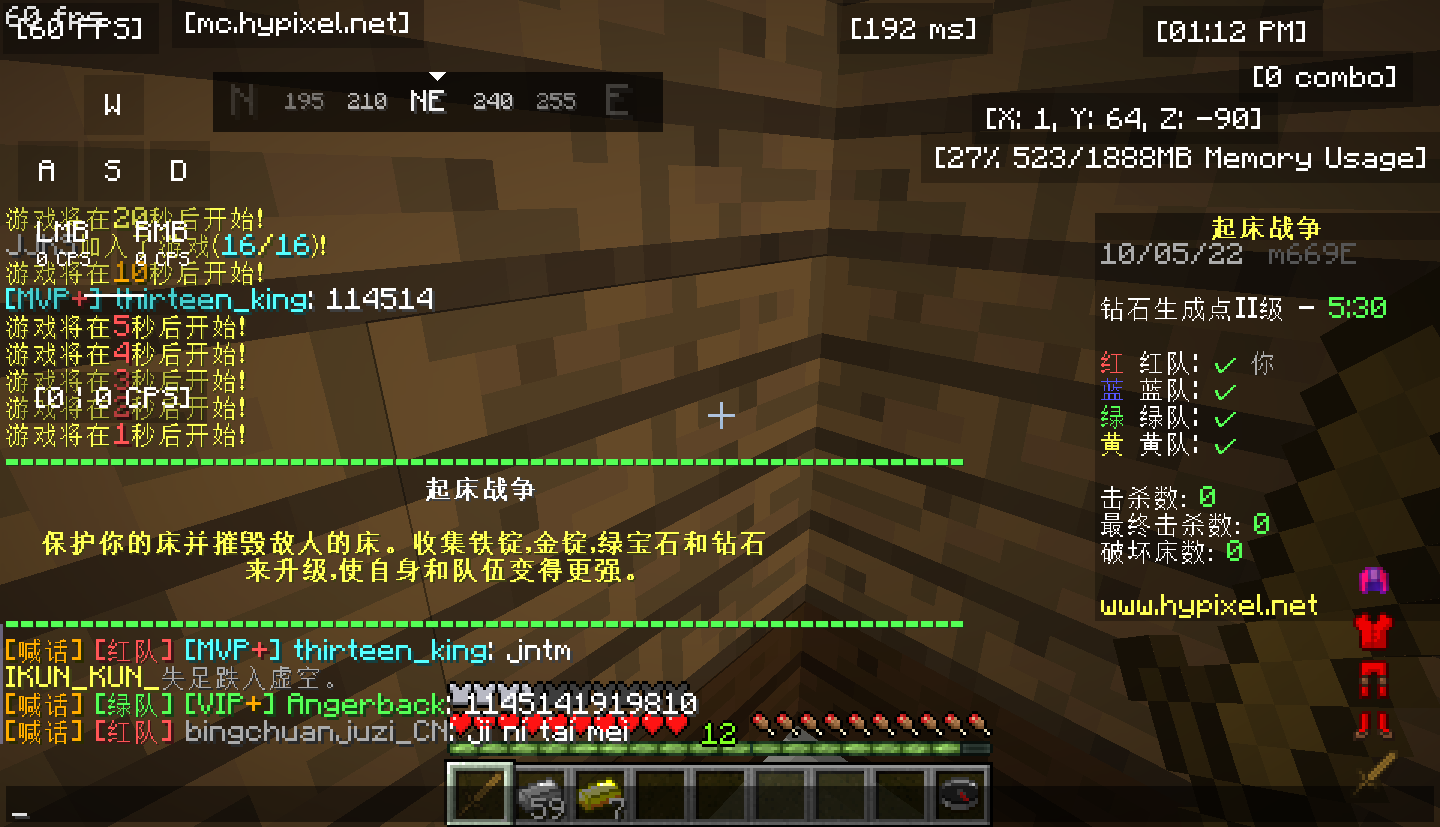 60 fps
[60 FPS]
[mc.hypixel.net]
[192 ms]
[01:12 PM]
[0 combo]
N 195 210 NE 240 255 E
[X: 1, Y: 64, Z: -90]
[27% 523/1888MB Memory Usage]
W
A S D
LMB RMB
0 CPS 0 CPS
[0 | 0 CPS]
游戏将在20秒后开始!
加入了游戏(16/16)!
游戏将在10秒后开始!
[MVP+] thirteen_king: 114514
游戏将在5秒后开始!
游戏将在4秒后开始!
游戏将在3秒后开始!
游戏将在2秒后开始!
游戏将在1秒后开始!
起床战争
保护你的床并摧毁敌人的床。收集铁锭,金锭,绿宝石和钻石
来升级,使自身和队伍变得更强。
[喊话] [红队] [MVP+] thirteen_king: jntm
IKUN_KUN_失足跌入虚空。
[喊话] [绿队] [VIP+] Angerback: 1145141919810
[喊话] [红队] bingchuanjuzi_CN: ji ni tai mei
起床战争
10/05/22 m669E
钻石生成点II级 - 5:30
红 红队: ✓ 你
蓝 蓝队: ✓
绿 绿队: ✓
黄 黄队: ✓
击杀数: 0
最终击杀数: 0
破坏床数: 0
www.hypixel.net
12
59 7